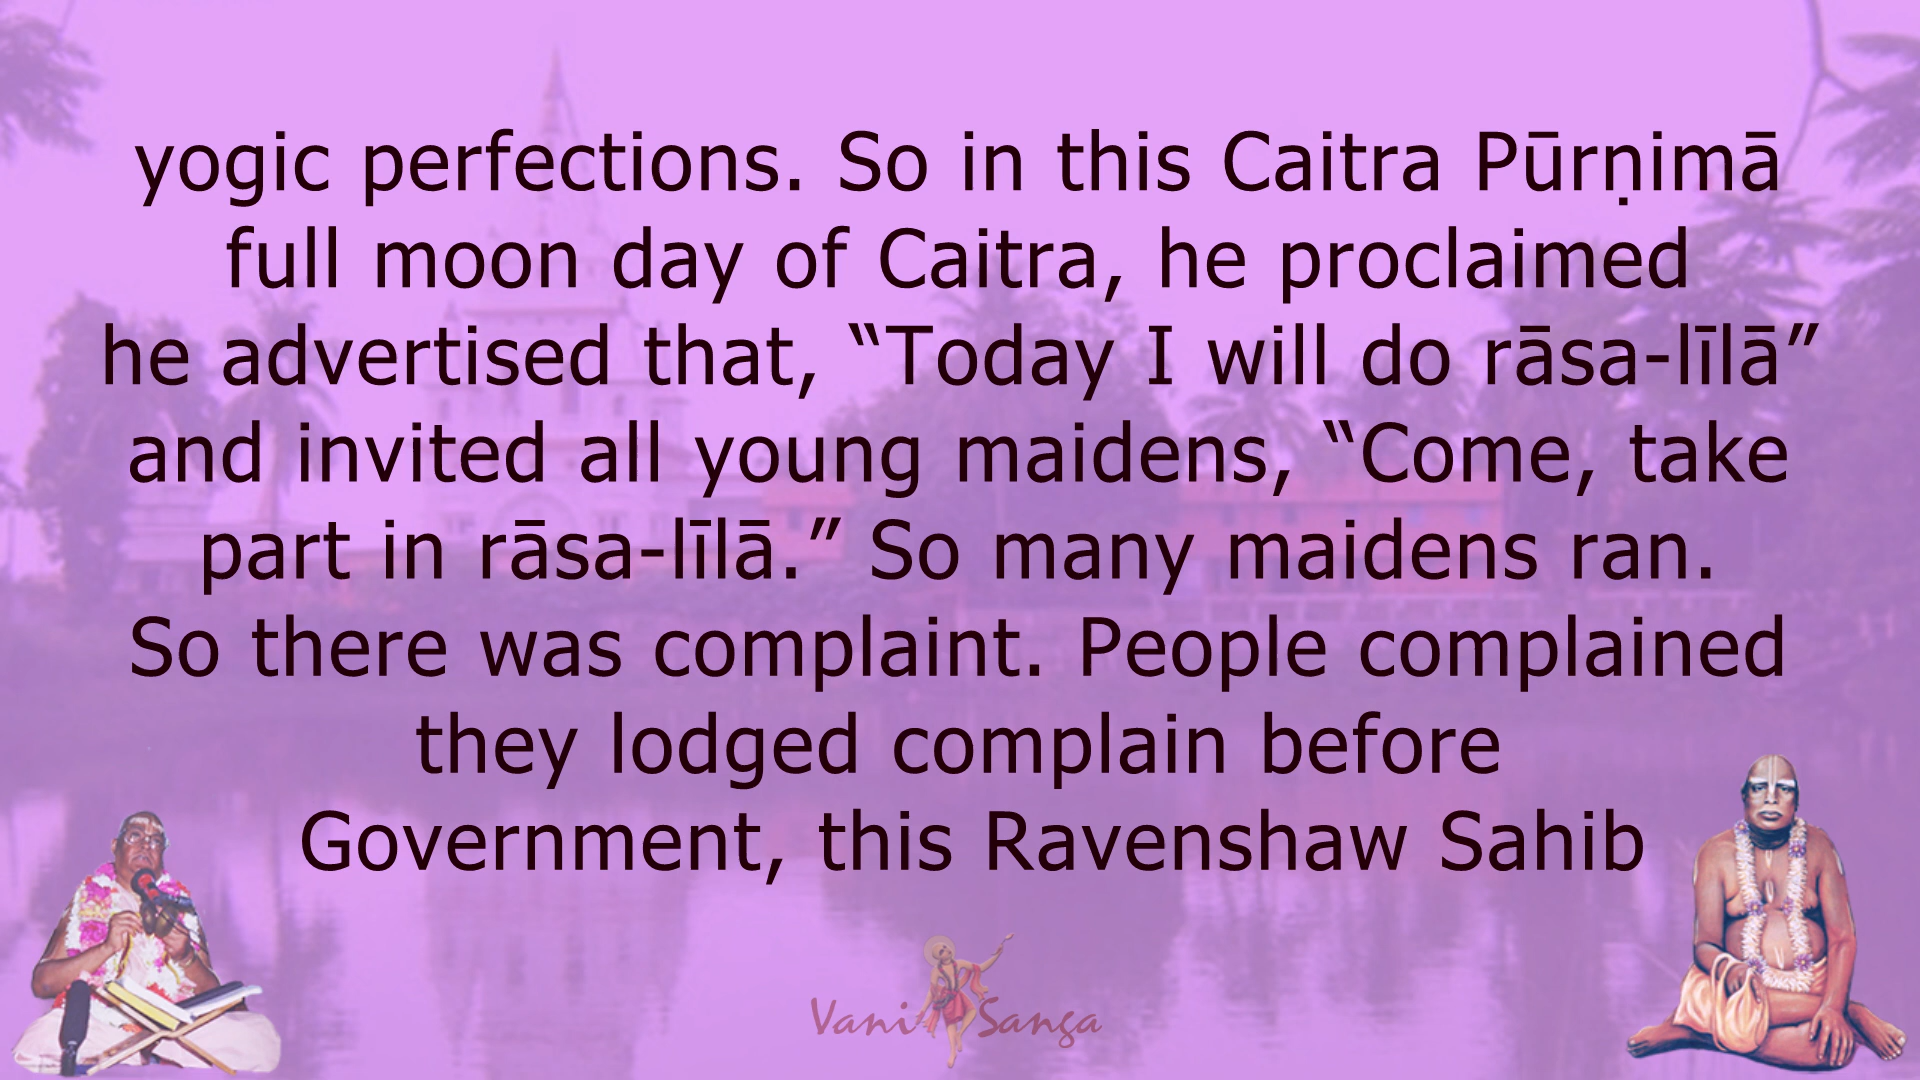 yogic perfections. So in this Caitra Pūrṇimā
full moon day of Caitra, he proclaimed
he advertised that, “Today I will do rāsa-līlā”
and invited all young maidens, “Come, take
part in rāsa-līlā.” So many maidens ran.
So there was complaint. People complained
they lodged complain before
Government, this Ravenshaw Sahib
Vani Sanga